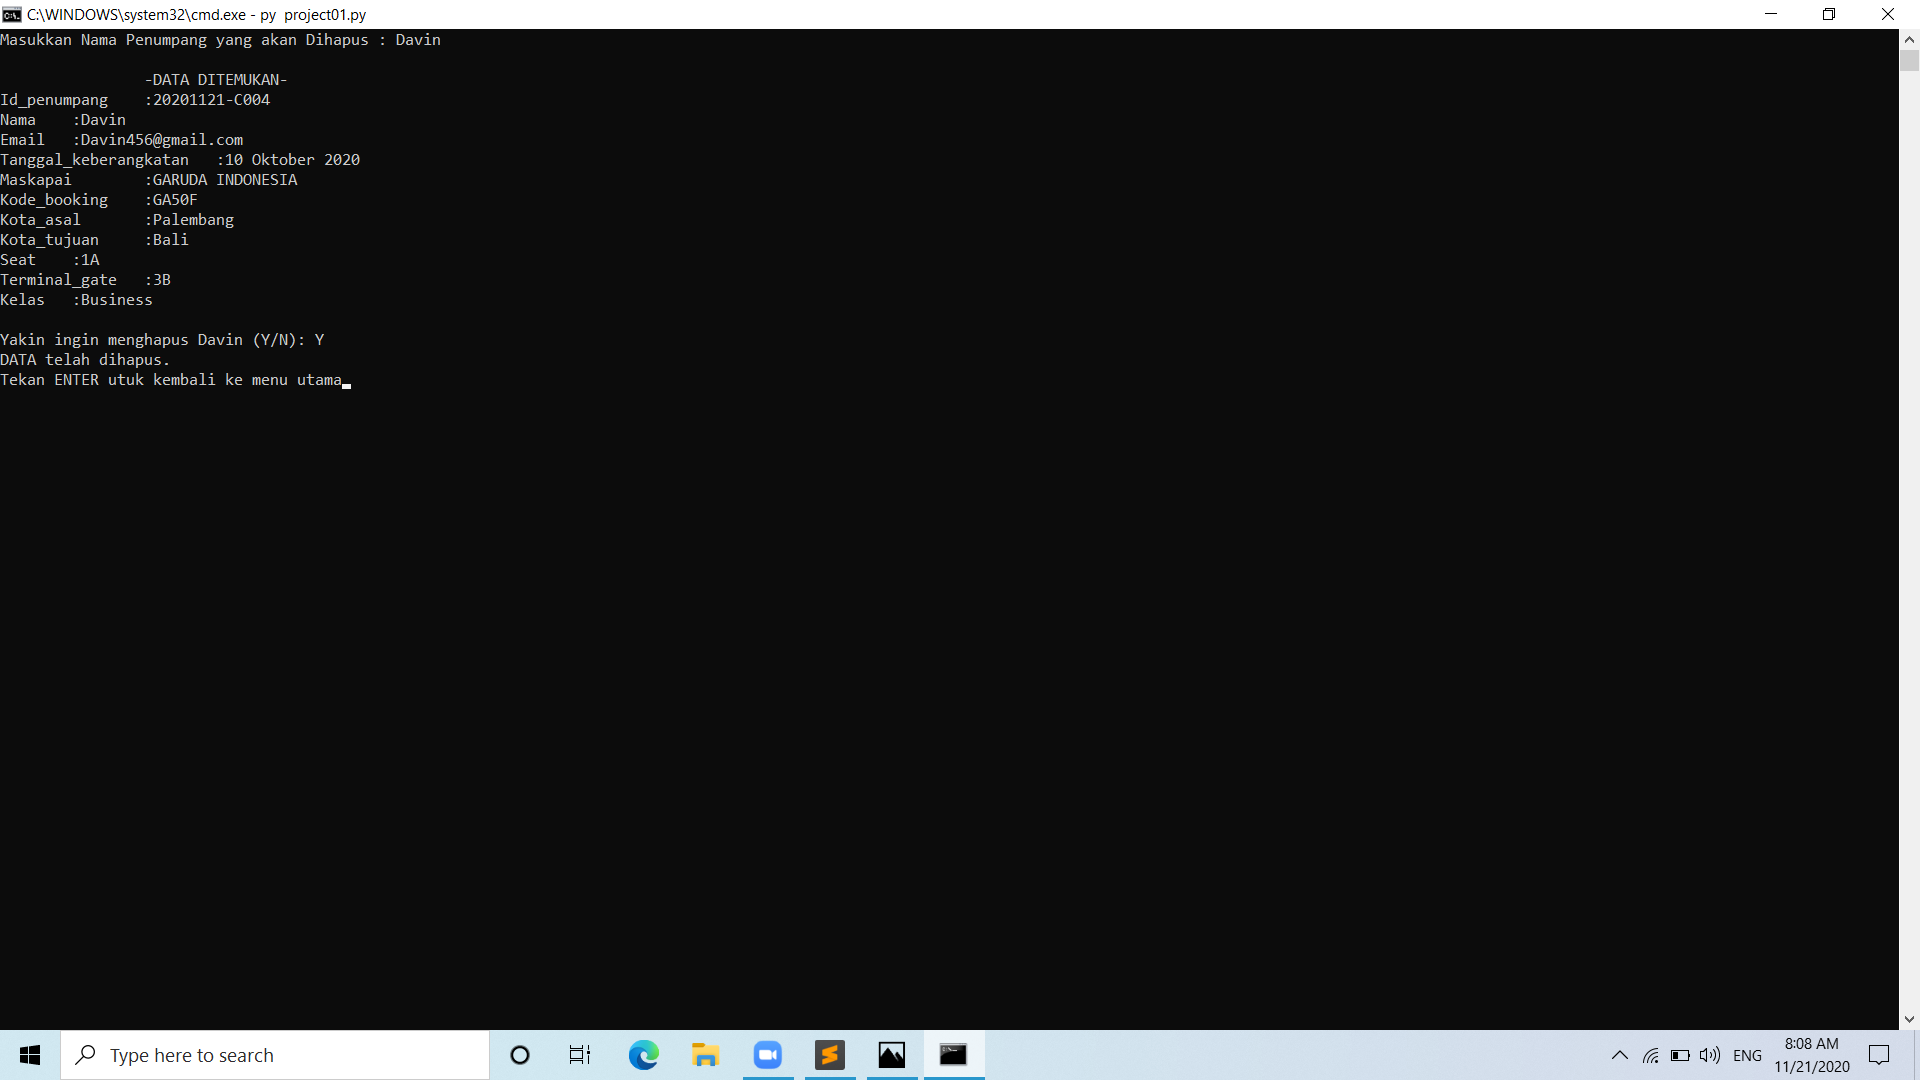 C:\WINDOWS\system32\cmd.exe - py  project01.py
Masukkan Nama Penumpang yang akan Dihapus : Davin
-DATA DITEMUKAN-
Id_penumpang    :20201121-C004
Nama    :Davin
Email   :Davin456@gmail.com
Tanggal_keberangkatan   :10 Oktober 2020
Maskapai        :GARUDA INDONESIA
Kode_booking    :GA50F
Kota_asal       :Palembang
Kota_tujuan     :Bali
Seat    :1A
Terminal_gate   :3B
Kelas   :Business
Yakin ingin menghapus Davin (Y/N): Y
DATA telah dihapus.
Tekan ENTER utuk kembali ke menu utama
Type here to search
ENG
8:08 AM
11/21/2020